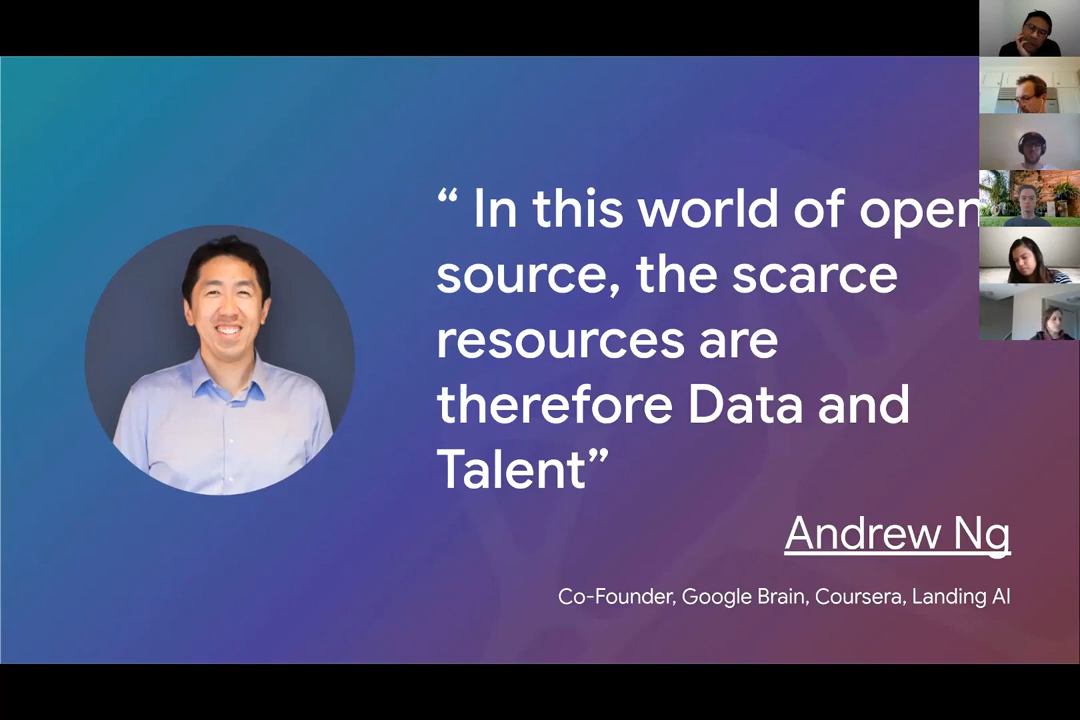 “ In this world of open
source, the scarce
resources are
therefore Data and
Talent”
Andrew Ng
Co-Founder, Google Brain, Coursera, Landing AI